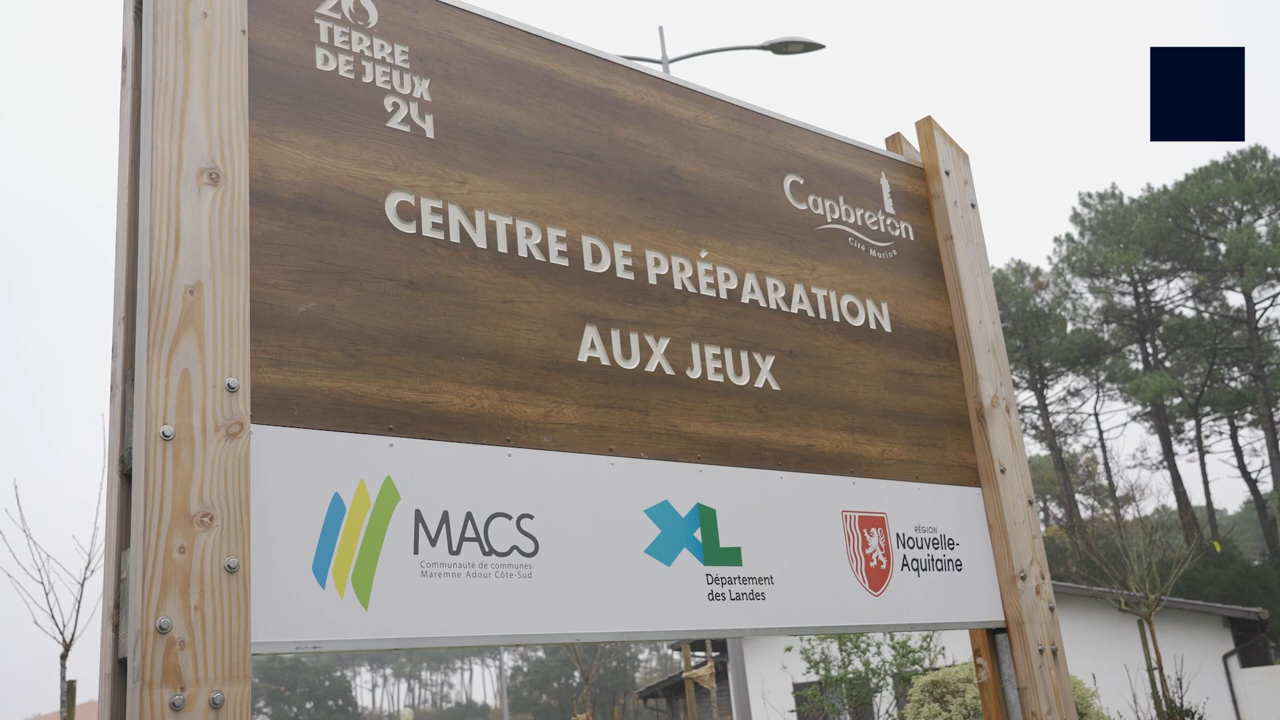 20
TERRE
DE JEUX
24
Capbreton
Cité Marine
CENTRE DE PRÉPARATION
AUX JEUX
MACS
Communauté de communes
Maremne Adour Côte-Sud
XL
Département
des Landes
RÉGION
Nouvelle-
Aquitaine